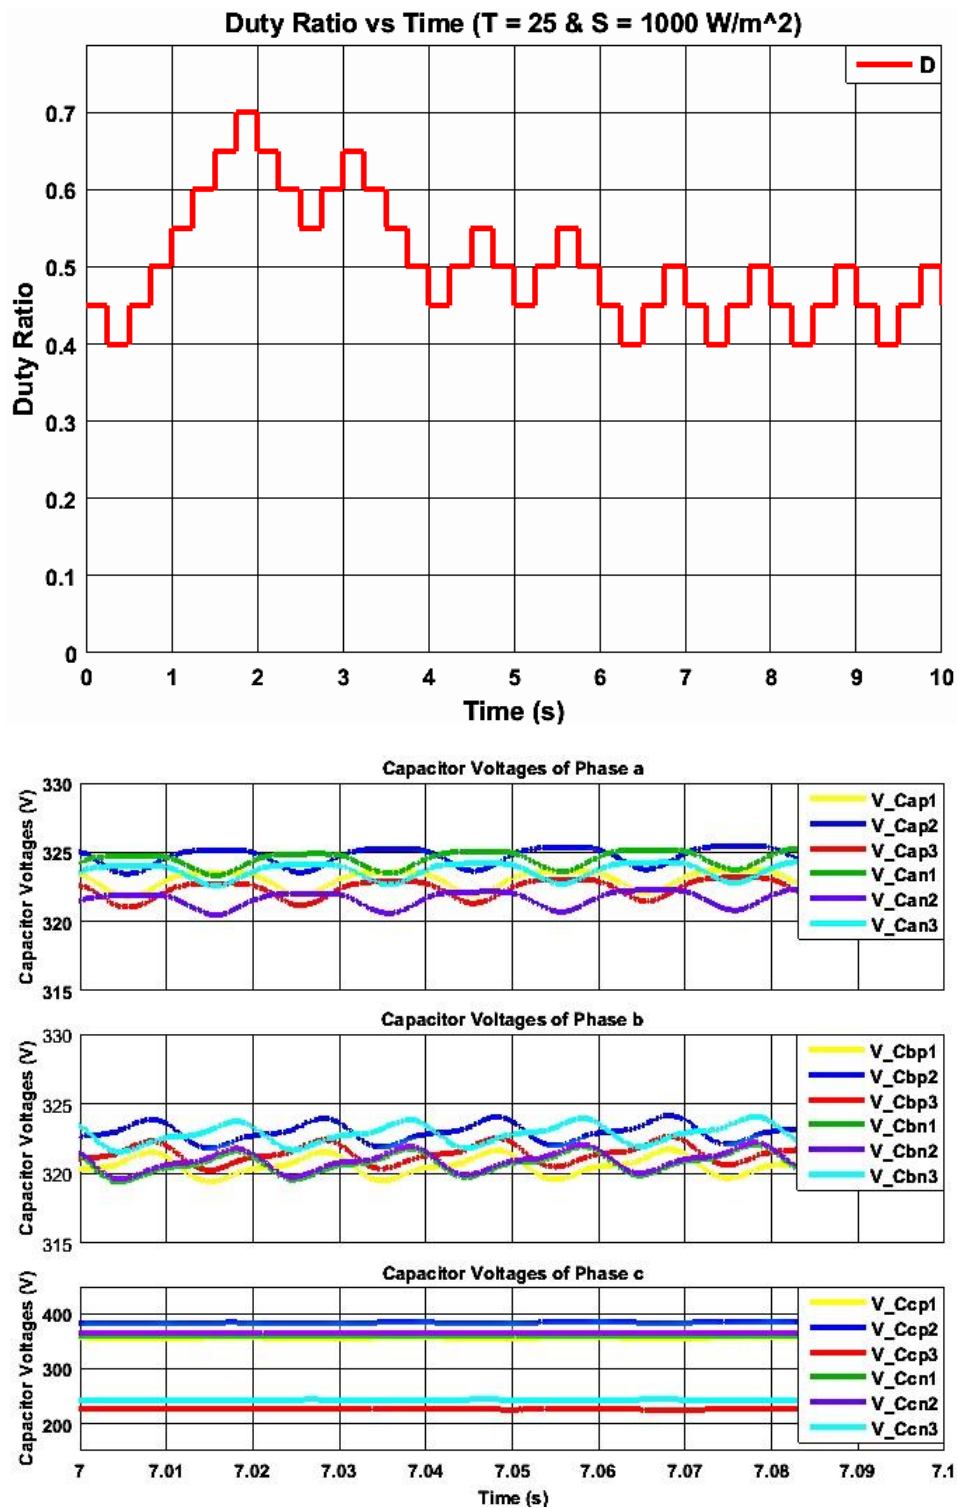 Duty Ratio vs Time (T = 25 & S = 1000 W/m^2)
D
Duty Ratio
0.7
0.6
0.5
0.4
0.3
0.2
0.1
0
0 1 2 3 4 5 6 7 8 9 10
Time (s)
Capacitor Voltages of Phase a
Capacitor Voltages (V)
330
325
320
315
V_Cap1
V_Cap2
V_Cap3
V_Can1
V_Can2
V_Can3
Capacitor Voltages of Phase b
Capacitor Voltages (V)
330
325
320
315
V_Cbp1
V_Cbp2
V_Cbp3
V_Cbn1
V_Cbn2
V_Cbn3
Capacitor Voltages of Phase c
Capacitor Voltages (V)
400
300
200
V_Ccp1
V_Ccp2
V_Ccp3
V_Ccn1
V_Ccn2
V_Ccn3
7 7.01 7.02 7.03 7.04 7.05 7.06 7.07 7.08 7.09 7.1
Time (s)